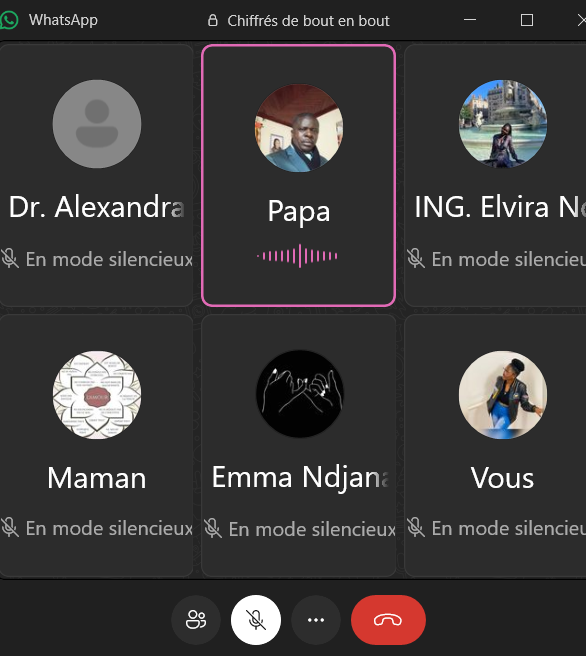 WhatsApp
Chiffrés de bout en bout
Dr. Alexandra
Papa
ING. Elvira
En mode silencieux
En mode silencieu
Maman
Emma Ndjana
Vous
En mode silencieux
En mode silencieux
En mode silencieu